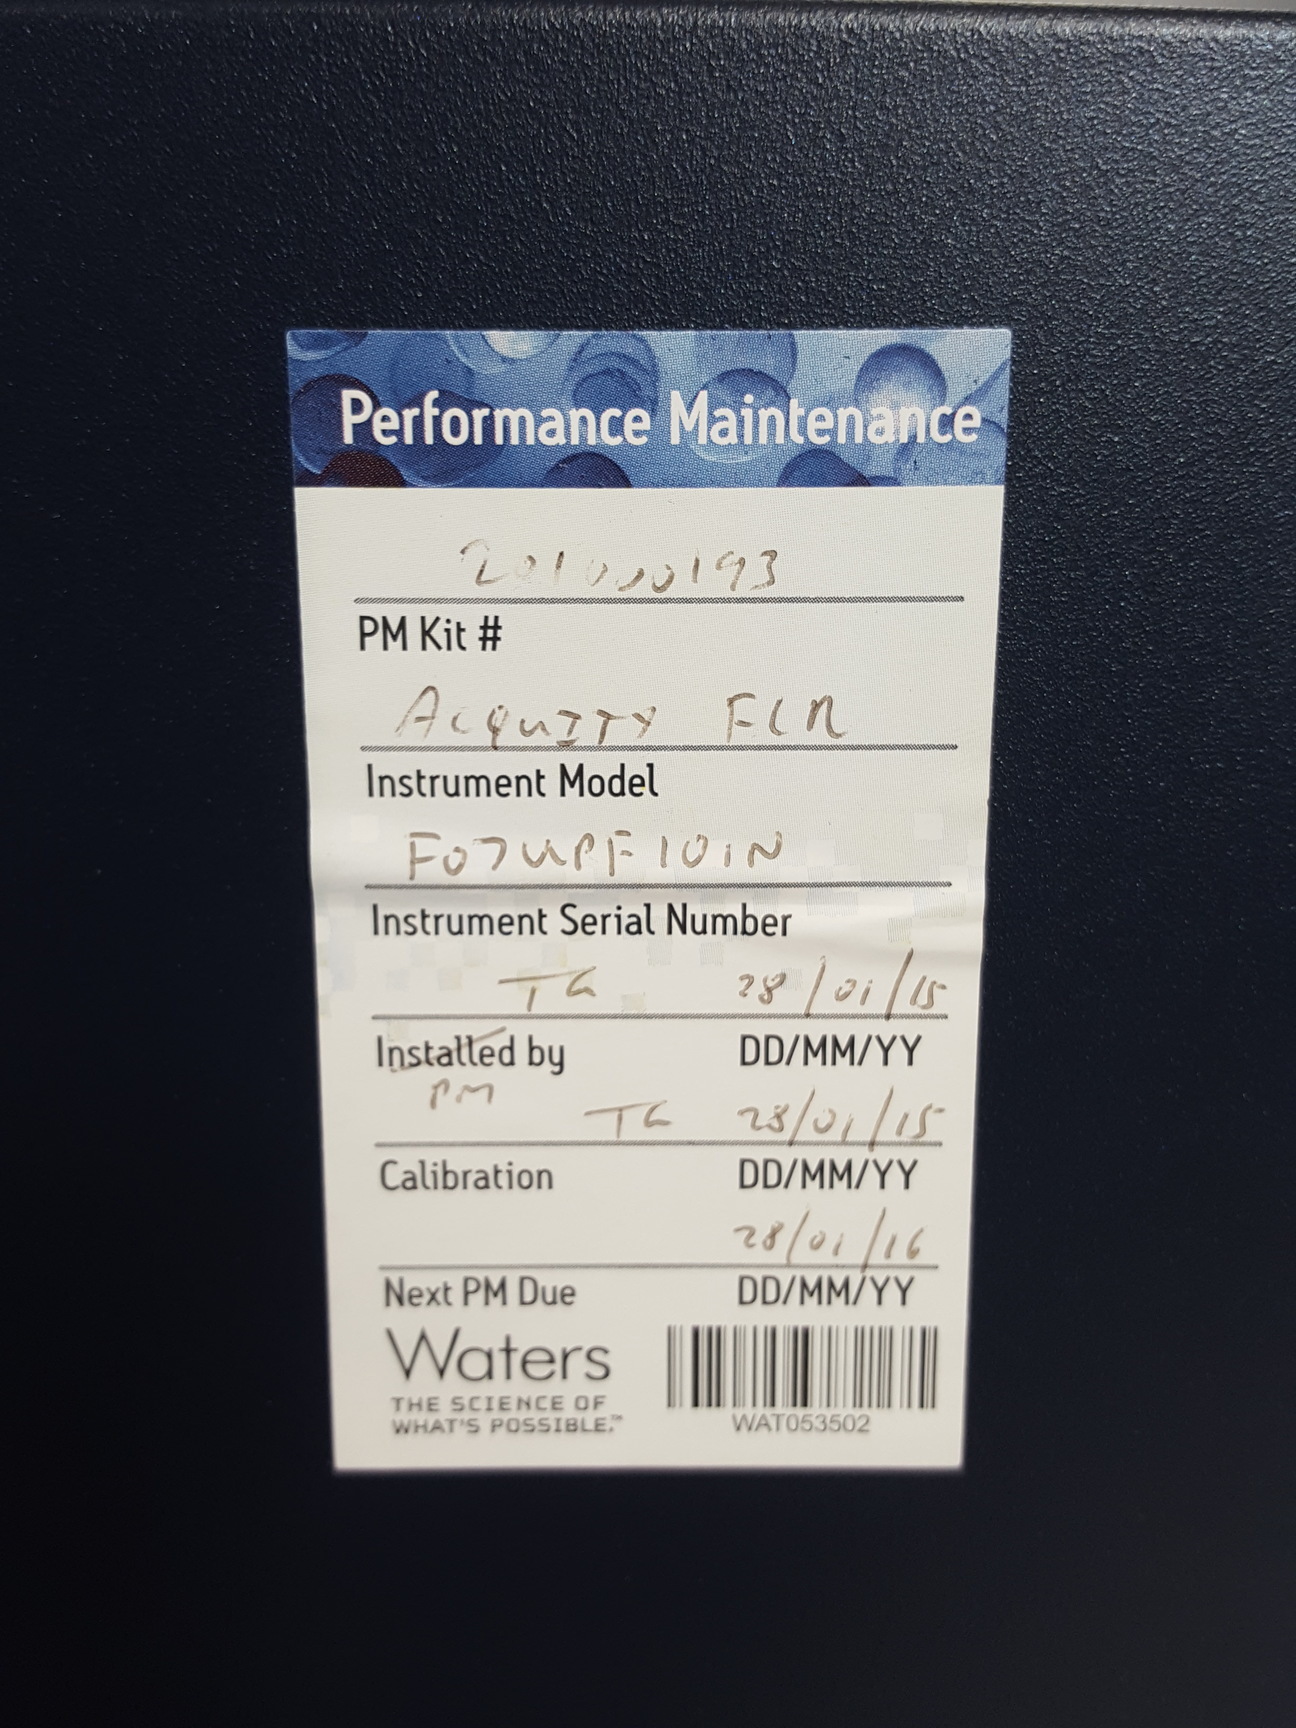 Performance Maintenance
201000193
PM Kit #
Acquity FLR
Instrument Model
F07UPF101N
Instrument Serial Number
TG 28/01/15
Installed by DD/MM/YY
PM
TG 28/01/15
Calibration DD/MM/YY
28/01/16
Next PM Due DD/MM/YY
Waters
THE SCIENCE OF
WHAT'S POSSIBLE.™
WAT053502